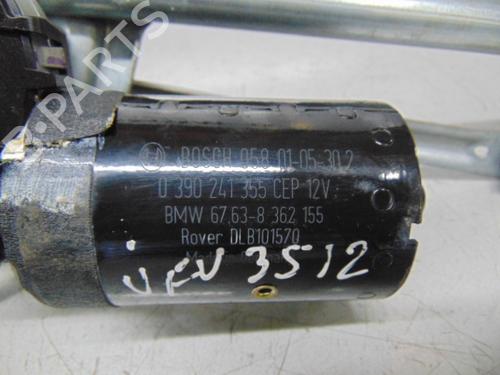 BOSCH 958 01-05-30.2
0 390 241 355 CEP 12V
BMW 67.63-8 362 155
Rover DLB101570
B-PARTS